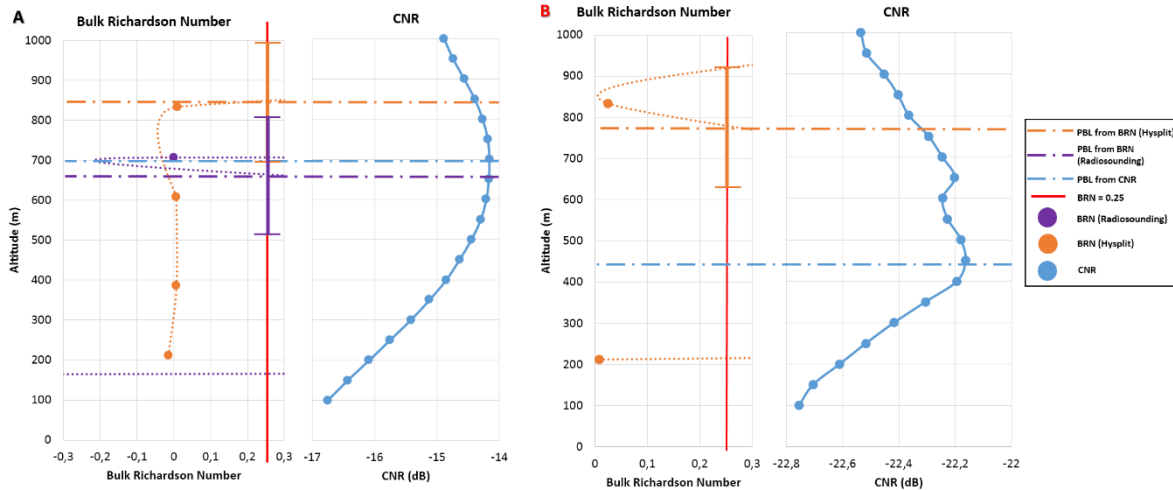 A
Bulk Richardson Number
CNR
1000
900
800
700
600
500
400
300
200
100
0
Altitude (m)
-0,3 -0,2 -0,1 0 0,1 0,2 0,3
Bulk Richardson Number
-17 -16 -15 -14
CNR (dB)
B
Bulk Richardson Number
CNR
1000
900
800
700
600
500
400
300
200
100
0
Altitude (m)
0 0,1 0,2 0,3
Bulk Richardson Number
-22,8 -22,6 -22,4 -22,2 -22
CNR (dB)
PBL from BRN (Hysplit)
PBL from BRN
(Radiosounding)
PBL from CNR
BRN = 0.25
BRN (Radiosounding)
BRN (Hysplit)
CNR